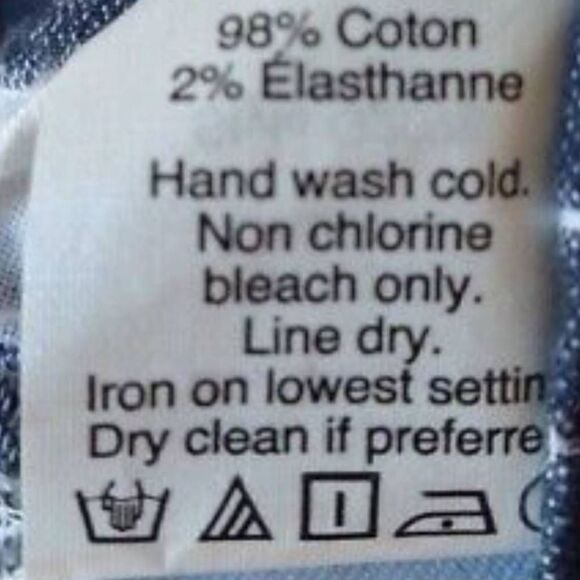 98% Coton
2% Élasthanne
Hand wash cold.
Non chlorine
bleach only.
Line dry.
Iron on lowest settin
Dry clean if preferre